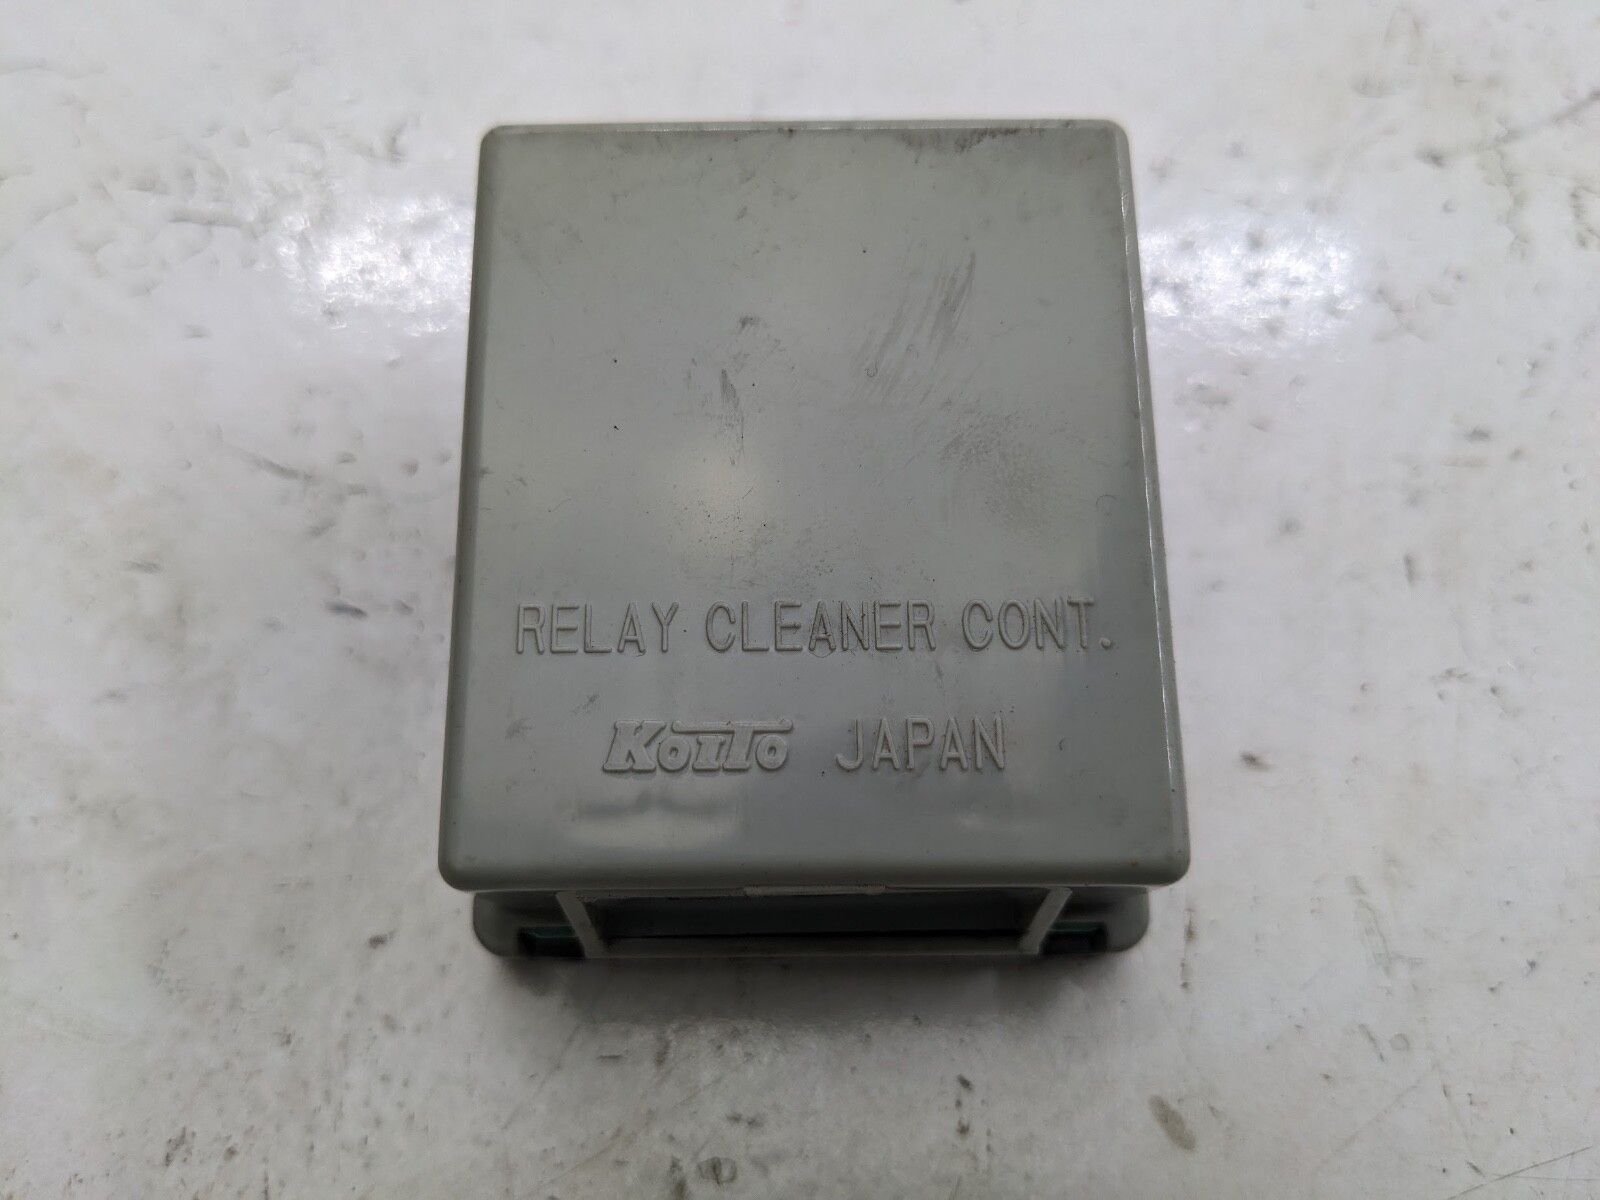 RELAY CLEANER CONT.
KOITO JAPAN